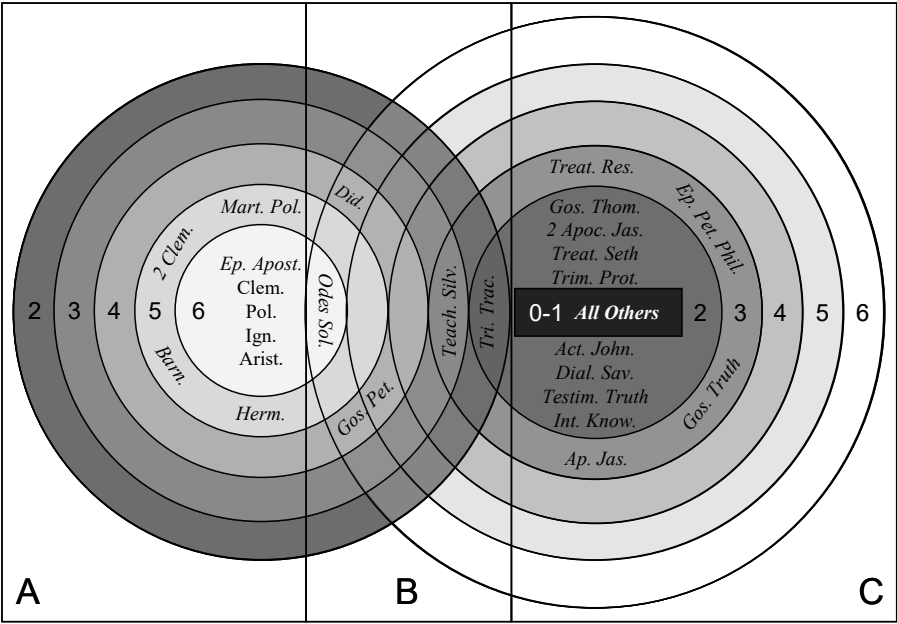 Mart. Pol.
2 Clem.
Ep. Apost.
Clem.
Pol.
Ign.
Arist.
Barn.
Herm.
2 3 4 5 6
Did.
Odes Sol.
Gos. Pet.
Teach. Silv.
Tri. Trac.
Treat. Res.
Ep. Pet. Phil.
Gos. Thom.
2 Apoc. Jas.
Treat. Seth
Trim. Prot.
0-1 All Others
2 3 4 5 6
Act. John.
Dial. Sav.
Testim. Truth
Int. Know.
Gos. Truth
Ap. Jas.
A
B
C